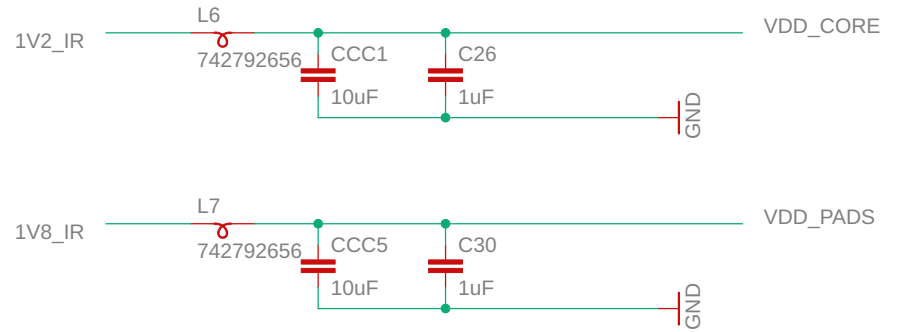 L6
1V2_IR
742792656
CCC1
10uF
C26
1uF
VDD_CORE
GND
L7
1V8_IR
742792656
CCC5
10uF
C30
1uF
VDD_PADS
GND